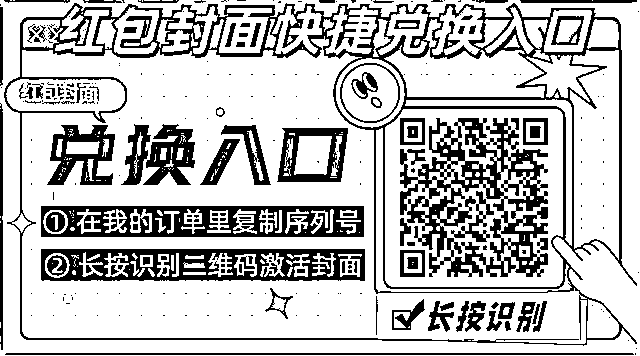 红包封面快捷兑换入口
红包封面
兑换入口
①.在我的订单里复制序列号
②.长按识别三维码激活封面
长按识别